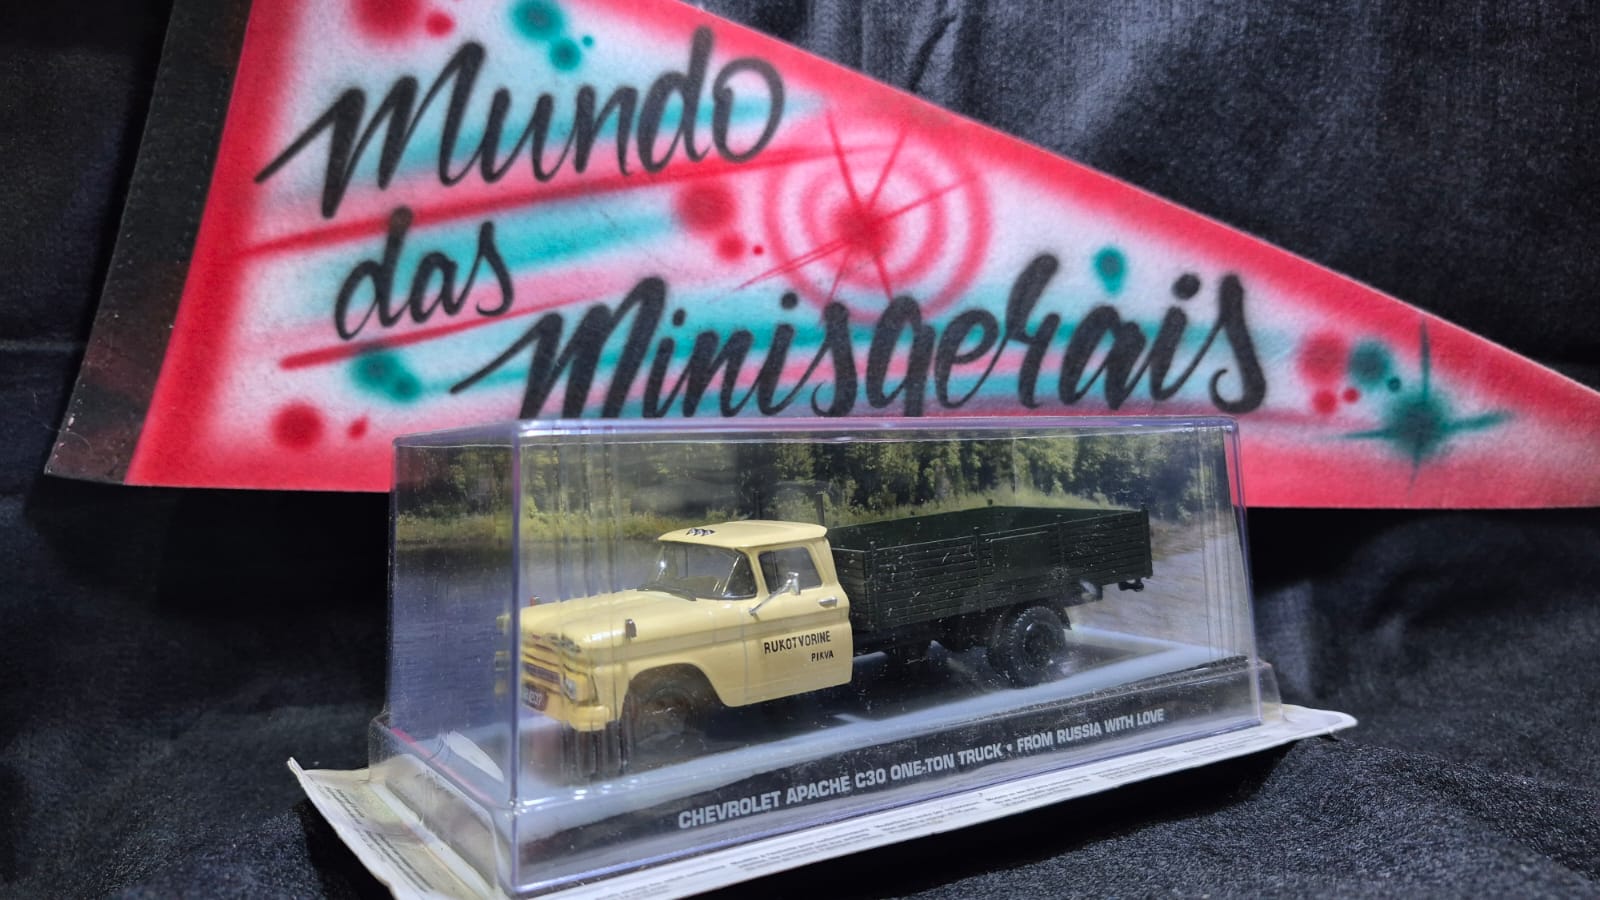 Mundo
das
Minisgerais
RUKOTVORINE
PIKVA
CHEVROLET APACHE C30 ONE-TON TRUCK • FROM RUSSIA WITH LOVE